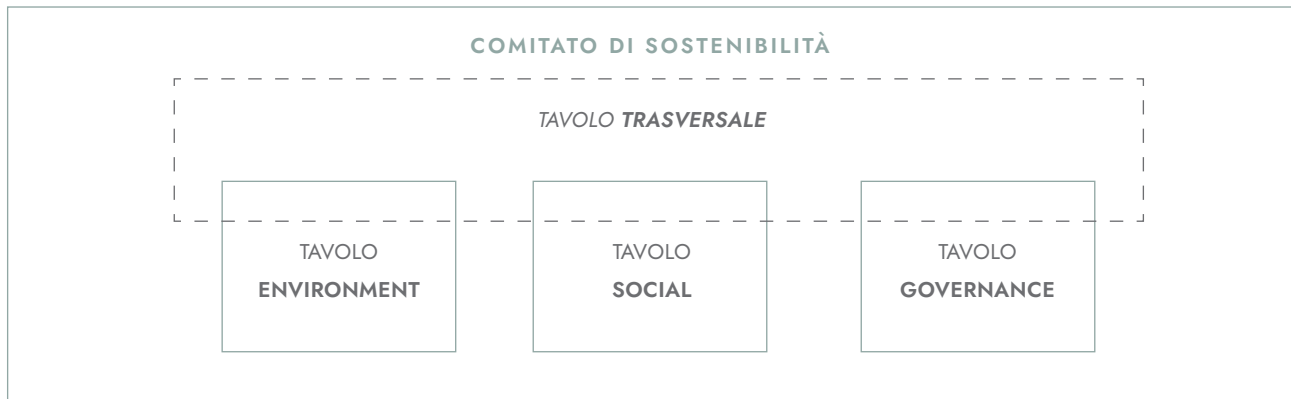 COMITATO DI SOSTENIBILITÀ
TAVOLO TRASVERSALE
TAVOLO
ENVIRONMENT
TAVOLO
SOCIAL
TAVOLO
GOVERNANCE